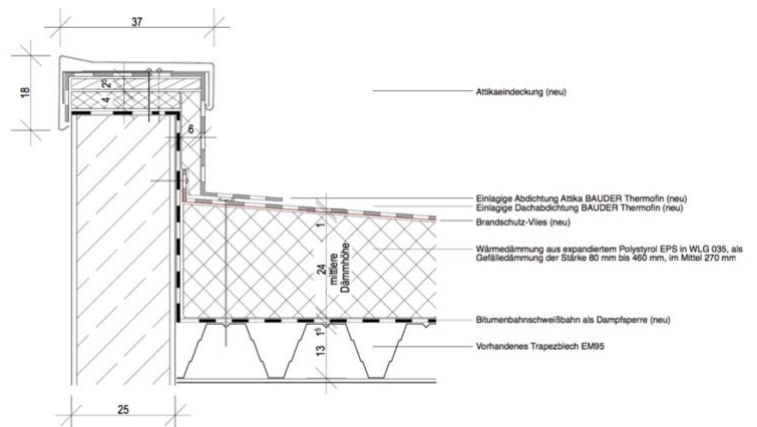 37
18
2⁵
4
6
Attikaeindeckung (neu)
Einlagige Abdichtung Attika BAUDER Thermofin (neu)
Einlagige Dachabdichtung BAUDER Thermofin (neu)
Brandschutz-Vlies (neu)
1
24
mittlere
Dämmhöhe
Wärmedämmung aus expandiertem Polystyrol EPS in WLG 035, als
Gefälledämmung der Stärke 80 mm bis 460 mm, im Mittel 270 mm
Bitumenbahnschweißbahn als Dampfsperre (neu)
1⁵
13
Vorhandenes Trapezblech EM95
25